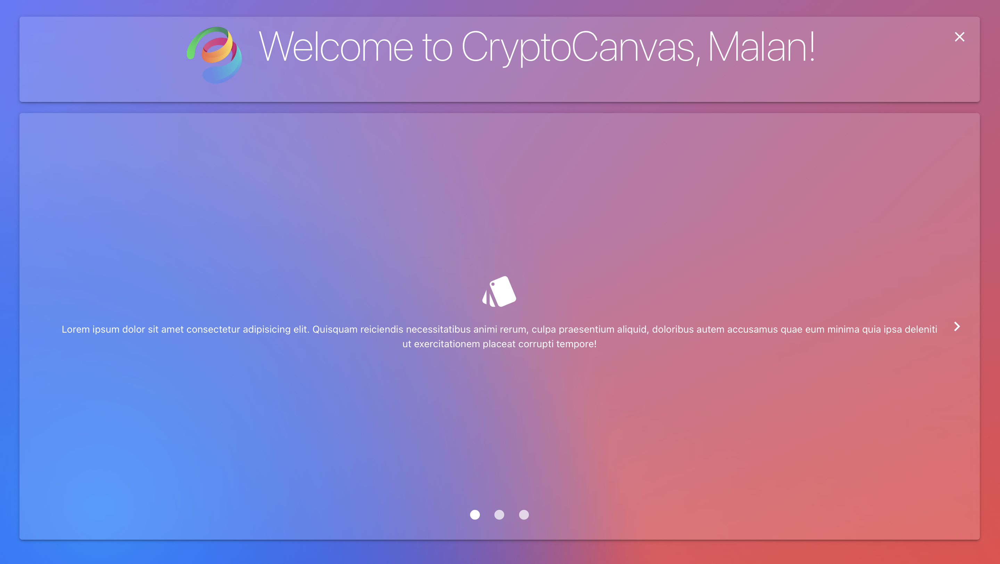 Welcome to CryptoCanvas, Malan!
Lorem ipsum dolor sit amet consectetur adipisicing elit. Quisquam reiciendis necessitatibus animi rerum, culpa praesentium aliquid, doloribus autem accusamus quae eum minima quia ipsa deleniti
ut exercitationem placeat corrupti tempore!